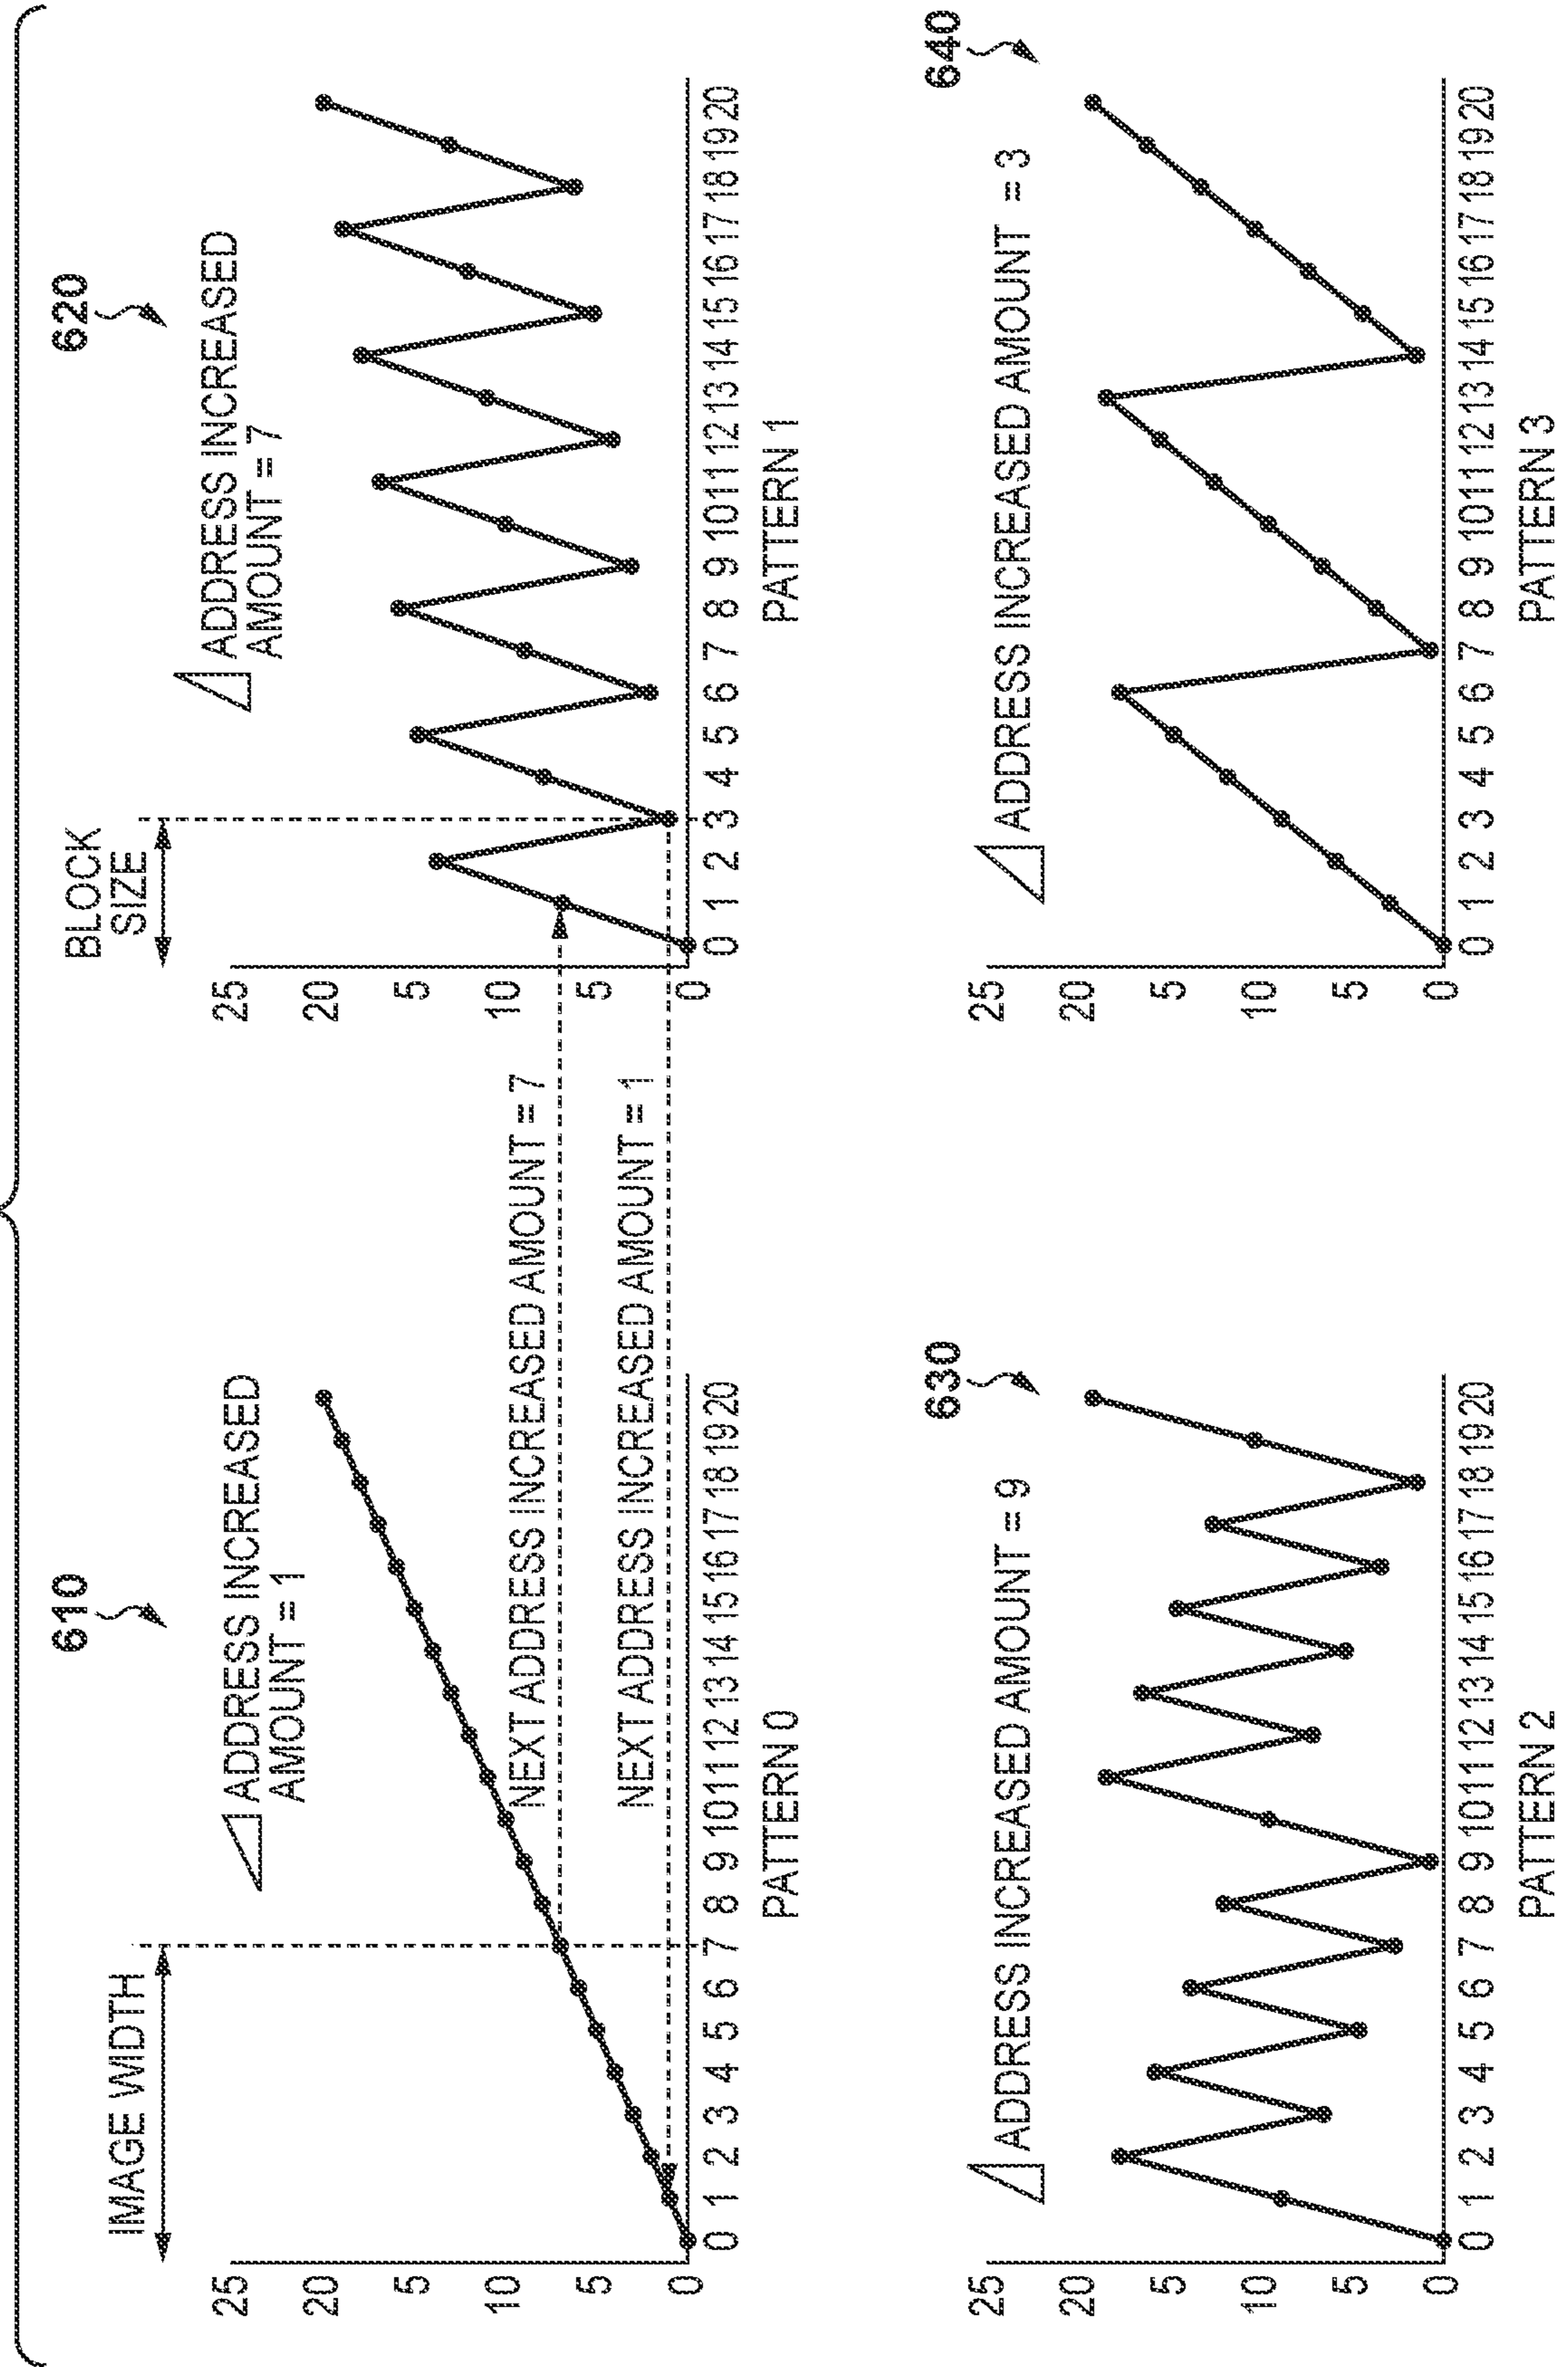 610
IMAGE WIDTH
ADDRESS INCREASED
AMOUNT = 1
25
20
5
10
5
0
0 1 2 3 4 5 6 7 8 9 10 11 12 13 14 15 16 17 18 19 20
PATTERN 0
NEXT ADDRESS INCREASED AMOUNT = 7
NEXT ADDRESS INCREASED AMOUNT = 1
620
BLOCK
SIZE
ADDRESS INCREASED
AMOUNT = 7
25
20
5
10
5
0
0 1 2 3 4 5 6 7 8 9 10 11 12 13 14 15 16 17 18 19 20
PATTERN 1
630
ADDRESS INCREASED AMOUNT = 9
25
20
5
10
5
0
0 1 2 3 4 5 6 7 8 9 10 11 12 13 14 15 16 17 18 19 20
PATTERN 2
640
ADDRESS INCREASED AMOUNT = 3
25
20
5
10
5
0
0 1 2 3 4 5 6 7 8 9 10 11 12 13 14 15 16 17 18 19 20
PATTERN 3